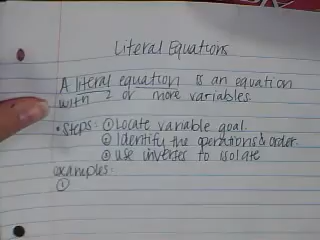 Literal Equations
A literal equation is an equation
with 2 or more variables.
• Steps: ① Locate variable goal.
② Identify the operations & order.
③ use inverses to isolate
examples:
①